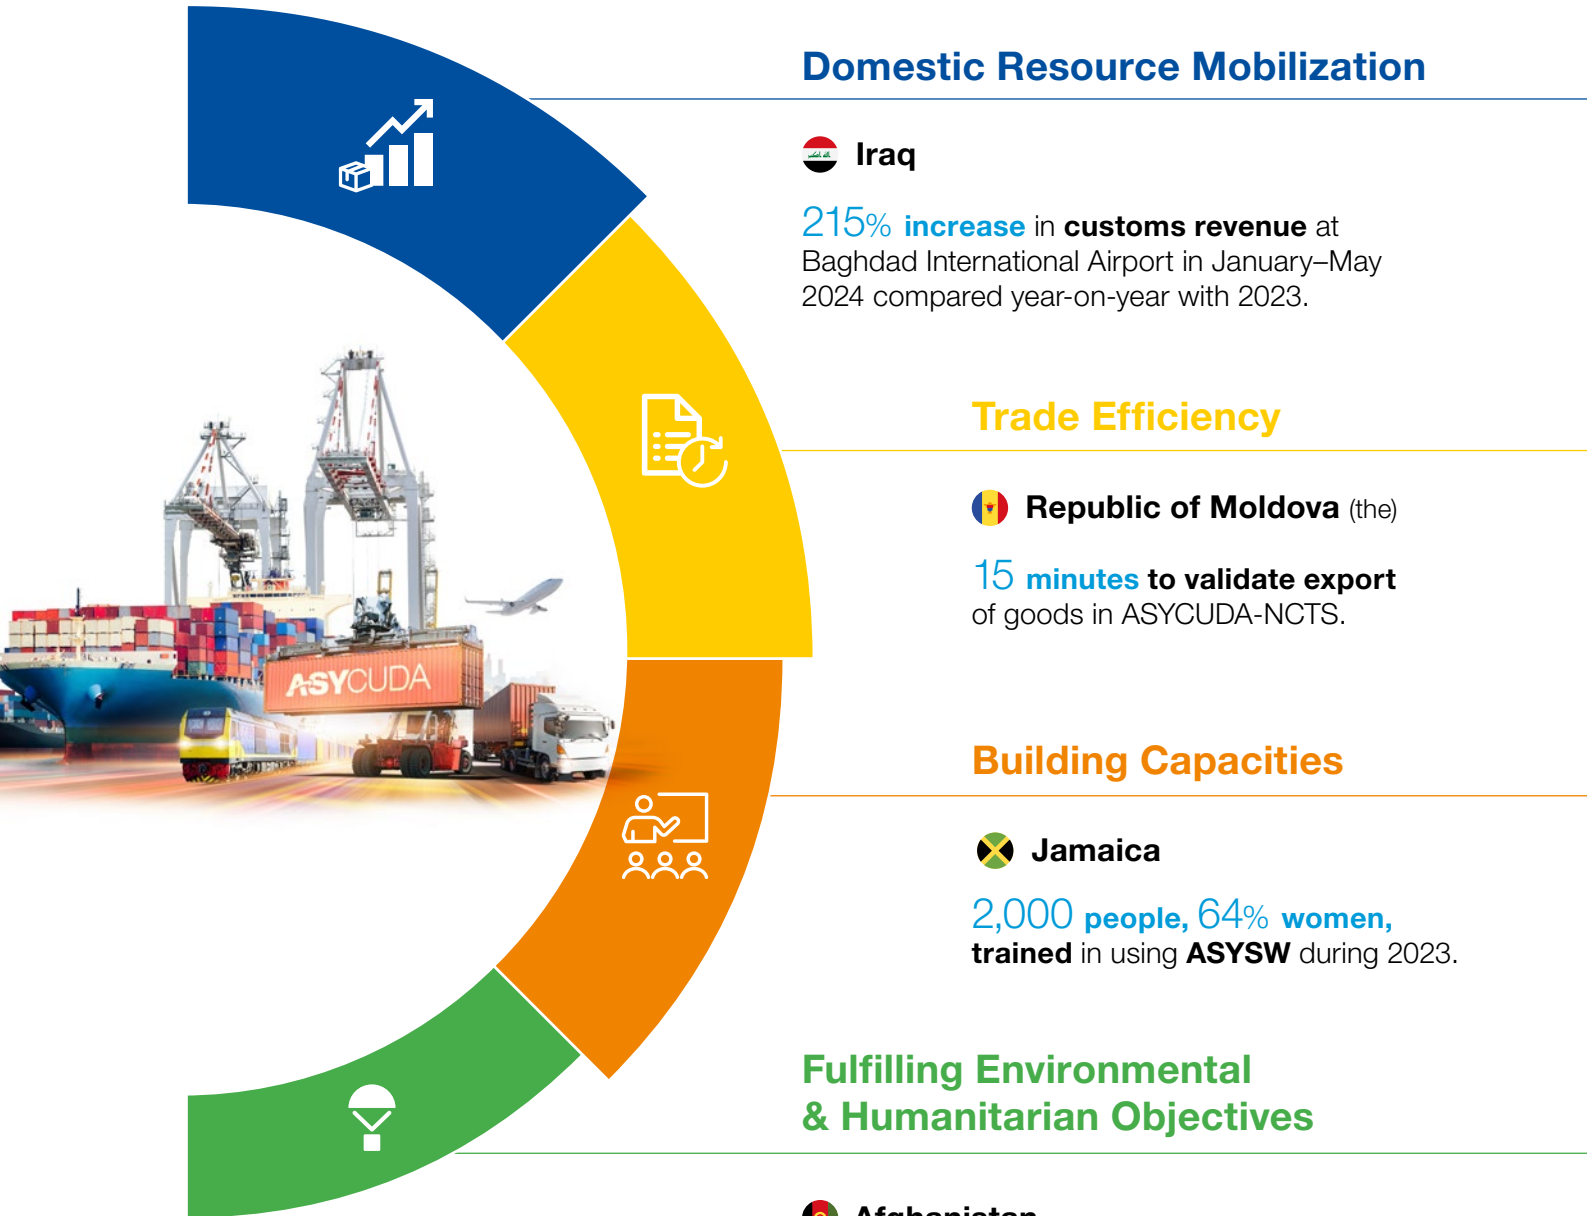 Domestic Resource Mobilization
Iraq
215% increase in customs revenue at
Baghdad International Airport in January–May
2024 compared year-on-year with 2023.
Trade Efficiency
Republic of Moldova (the)
15 minutes to validate export
of goods in ASYCUDA-NCTS.
ASYCUDA
Building Capacities
Jamaica
2,000 people, 64% women,
trained in using ASYSW during 2023.
Fulfilling Environmental
& Humanitarian Objectives
Afghanistan